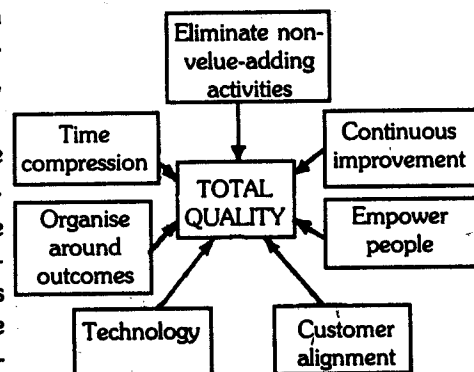 Eliminate non-
velue-adding
activities
Time
compression
Continuous
improvement
TOTAL
QUALITY
Organise
around
outcomes
Empower
people
Technology
Customer
alignment